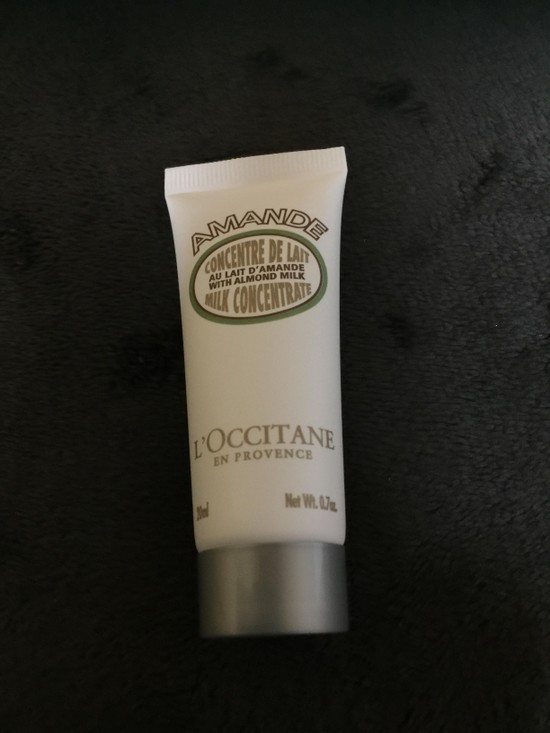 AMANDE
CONCENTRE DE LAIT
AU LAIT D'AMANDE
WITH ALMOND MILK
MILK CONCENTRATE
L'OCCITANE
EN PROVENCE
20ml Net Wt. 0.7oz.